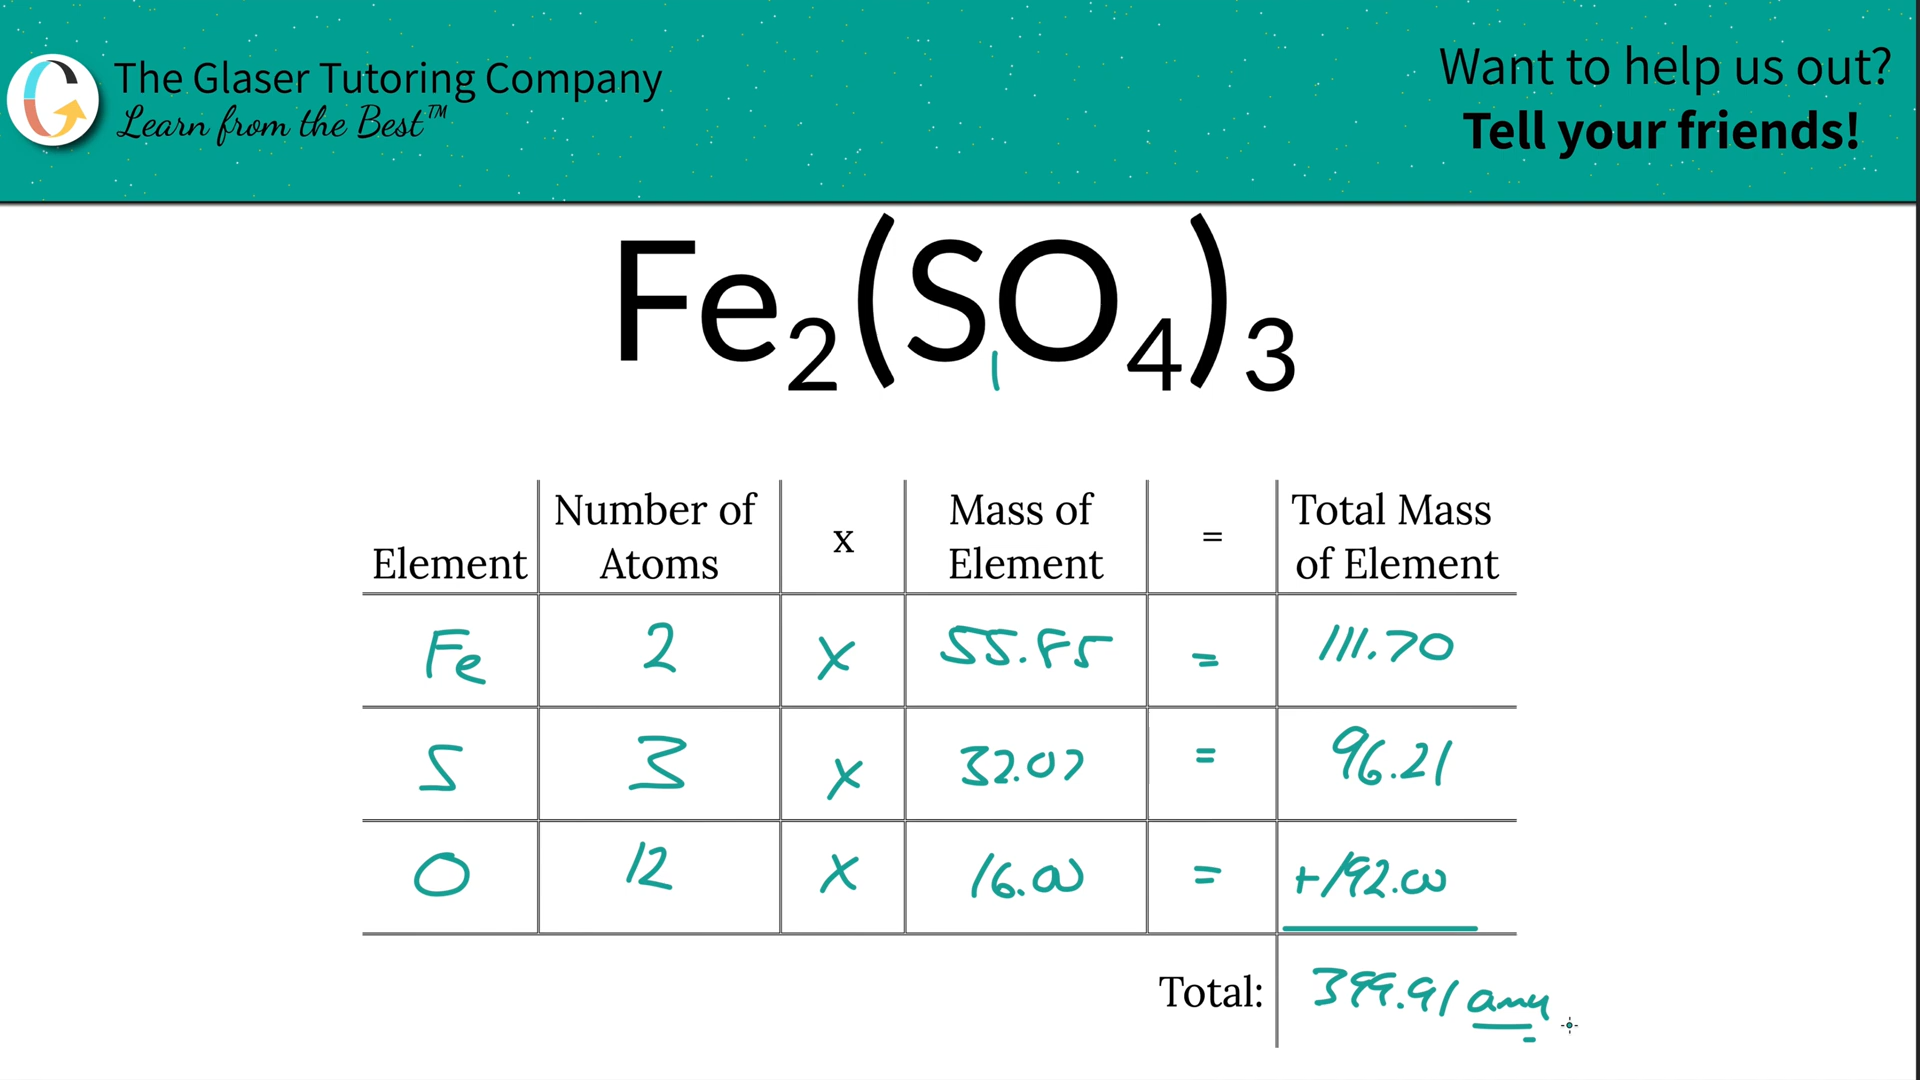 The Glaser Tutoring Company
Learn from the Best™
Want to help us out?
Tell your friends!
Fe₂(SO₄)₃
1
Element | Number of Atoms | x | Mass of Element | = | Total Mass of Element
Fe | 2 | x | 55.85 | = | 111.70
S | 3 | x | 32.07 | = | 96.21
O | 12 | x | 16.00 | = | +192.00
Total: 399.91 amu